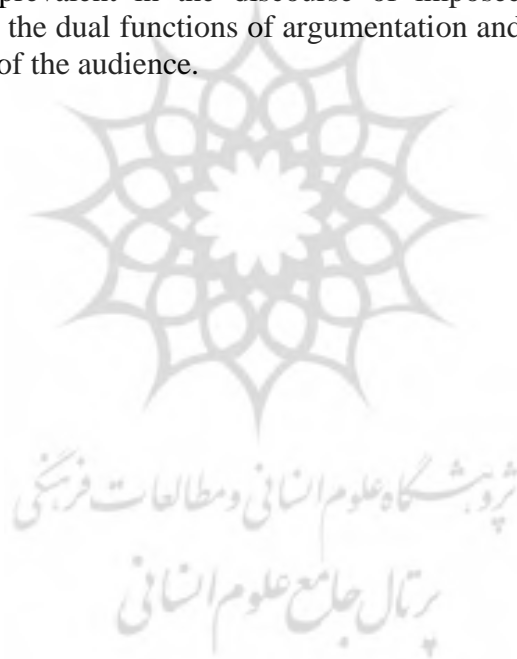 prevalent in the discourse of imposed
the dual functions of argumentation and
of the audience.
پژوهشگاه علوم انسانی و مطالعات فرهنگی
پرتال جامع علوم انسانی